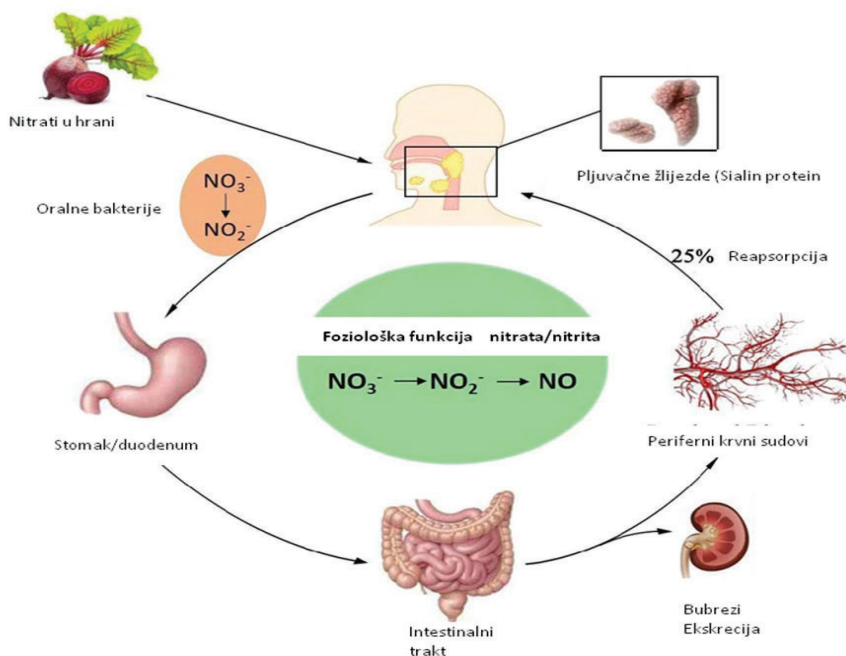 Nitrati u hrani
Oralne bakterije
NO₃⁻
NO₂⁻
Pljuvačne žlijezde (Sialin protein
25% Reapsorpcija
Foziološka funkcija nitrata/nitrita
NO₃⁻ → NO₂⁻ → NO
Stomak/duodenum
Periferni krvni sudovi
Intestinalni
trakt
Bubrezi
Ekskrecija